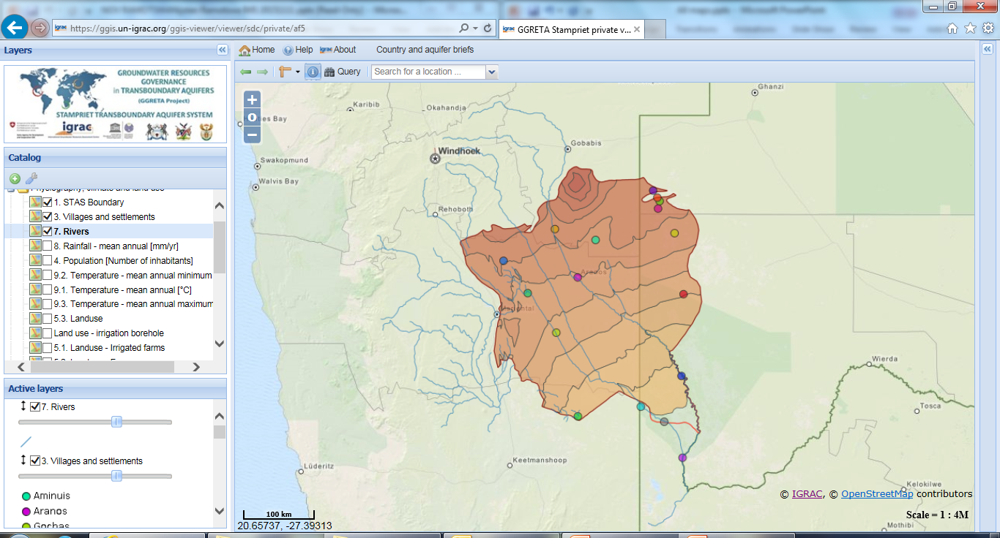 https://ggis.un-igrac.org/ggis-viewer/viewer/sdc/private/af5
igrac GGRETA Stampriet private v...
Layers
Home Help igrac About Country and aquifer briefs
GROUNDWATER RESOURCES
GOVERNANCE
in TRANSBOUNDARY AQUIFERS
(GGRETA Project)
STAMPRIET TRANSBOUNDARY AQUIFER SYSTEM
igrac
Query Search for a location ...
Catalog
Physiography, climate and land use
1. STAS Boundary
3. Villages and settlements
7. Rivers
8. Rainfall - mean annual [mm/yr]
4. Population [Number of inhabitants]
9.2. Temperature - mean annual minimum
9.1. Temperature - mean annual [°C]
9.3. Temperature - mean annual maximum
5.3. Landuse
Land use - irrigation borehole
5.1. Landuse - Irrigated farms
Active layers
7. Rivers
3. Villages and settlements
Aminuis
Aranos
Gochas
Ghanzi
Karibib
Okahandja
es Bay
Gobabis
Windhoek
Swakopmund
Walvis Bay
Rehoboth
Aranos
Mariental
Wierda
Tosca
Keetmanshoop
Lüderitz
Kelokilwe
Mothibi
© IGRAC, © OpenStreetMap contributors
100 km
Scale = 1 : 4M
20.65737, -27.39313